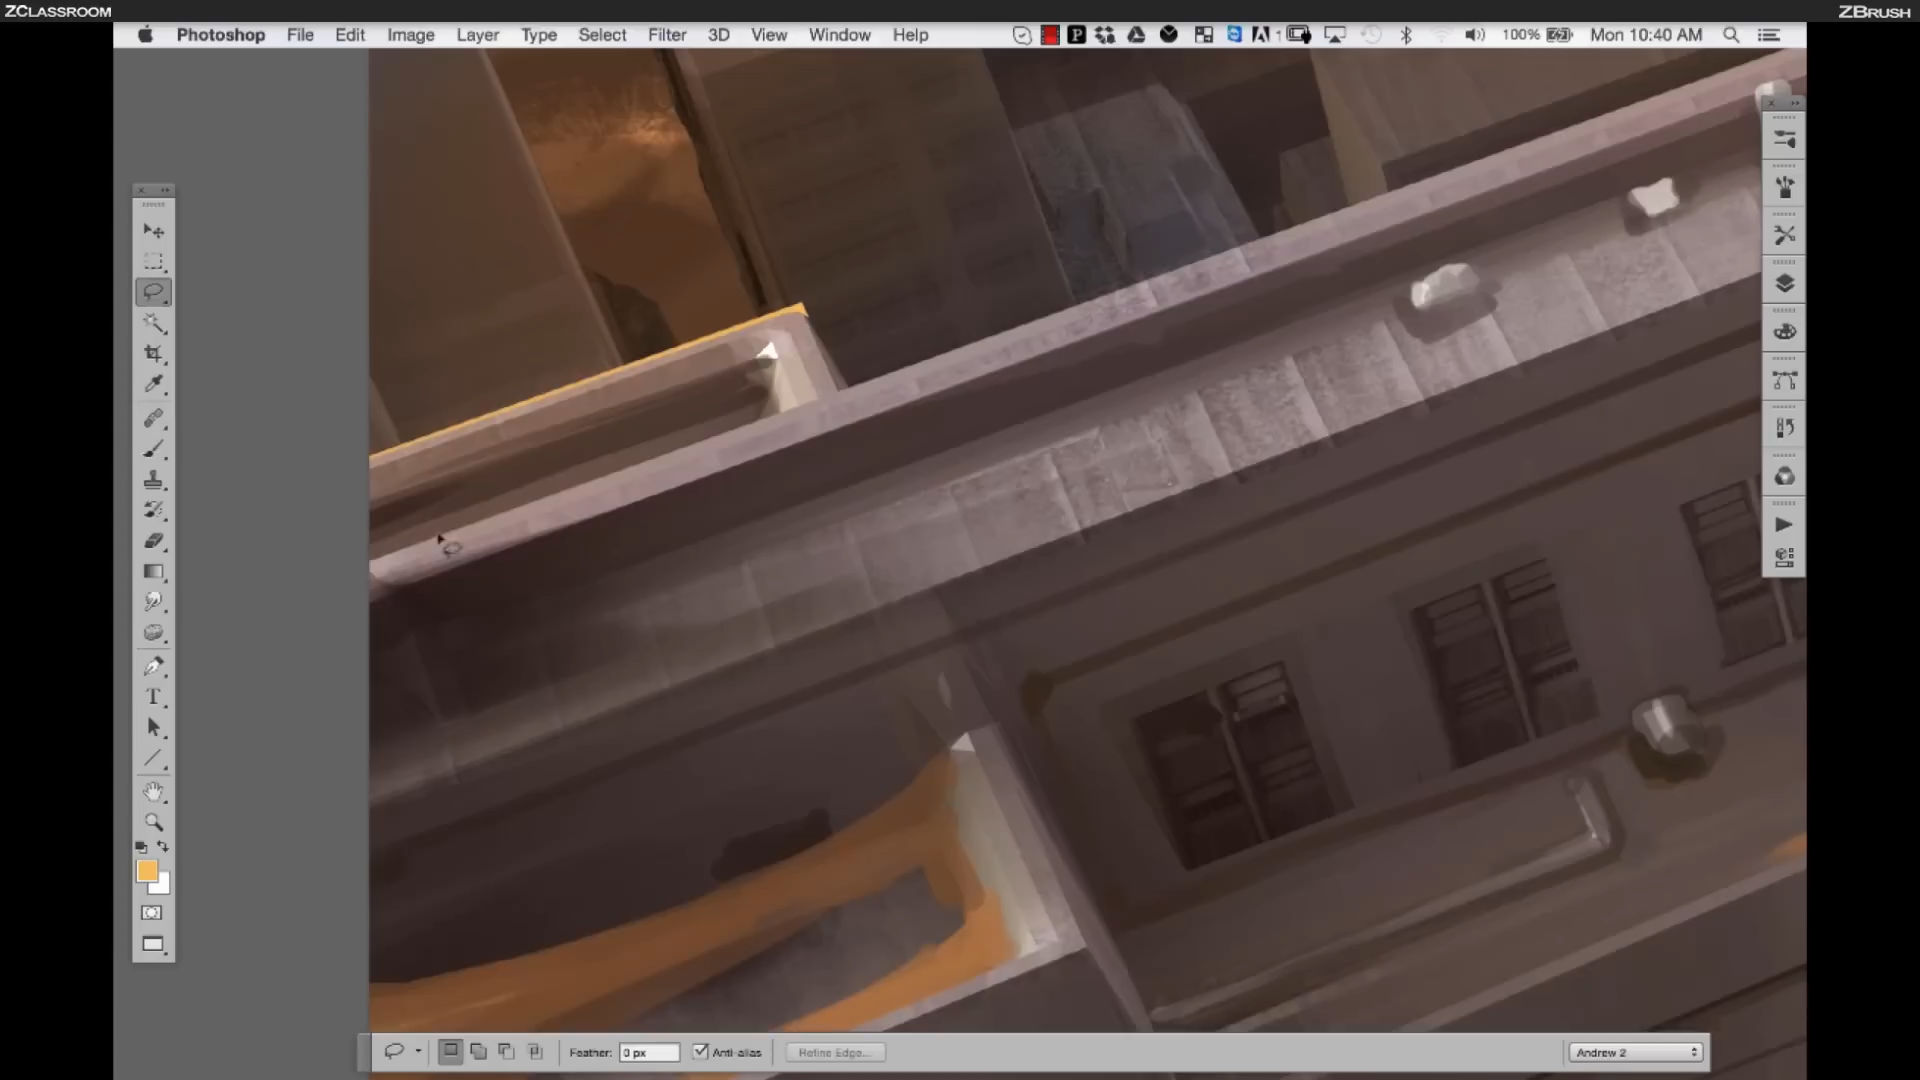 ZCLASSROOM
ZBRUSH
Photoshop File Edit Image Layer Type Select Filter 3D View Window Help 1 100% Mon 10:40 AM
Feather: 0 px Anti-alias Refine Edge... Andrew 2